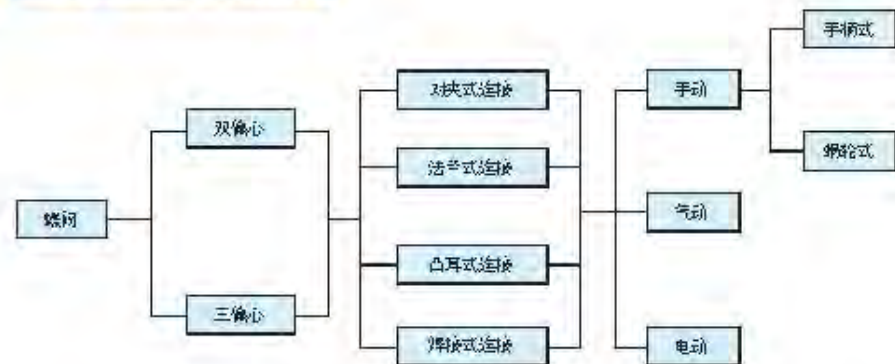 蝶阀
双偏心
三偏心
对夹式连接
法兰式连接
凸耳式连接
焊接式连接
手动
气动
电动
手柄式
蜗轮式